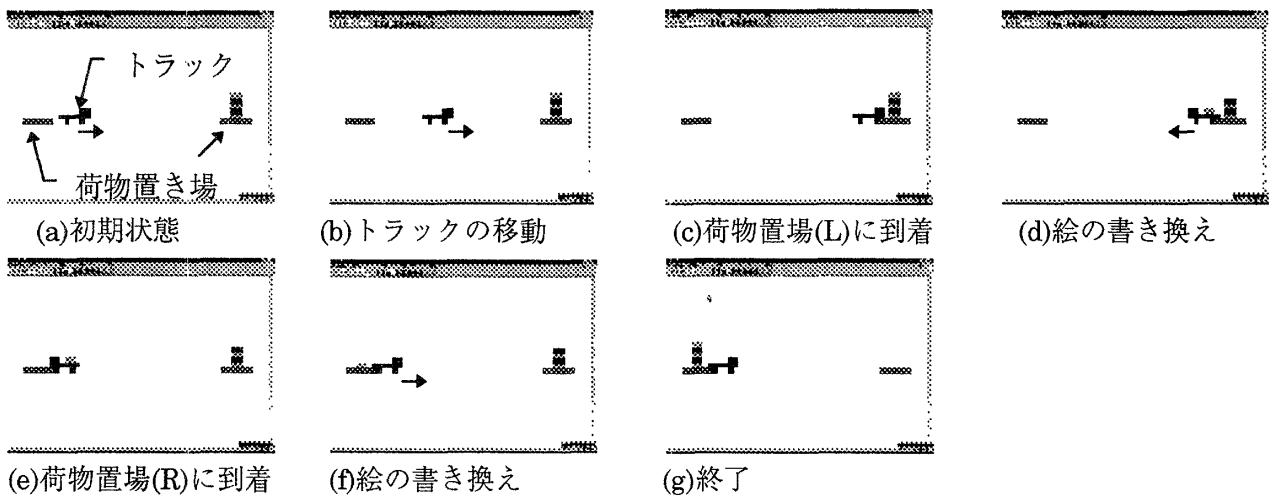 トラック
荷物置き場
(a)初期状態
(b)トラックの移動
(c)荷物置場(L)に到着
(d)絵の書き換え
(e)荷物置場(R)に到着
(f)絵の書き換え
(g)終了